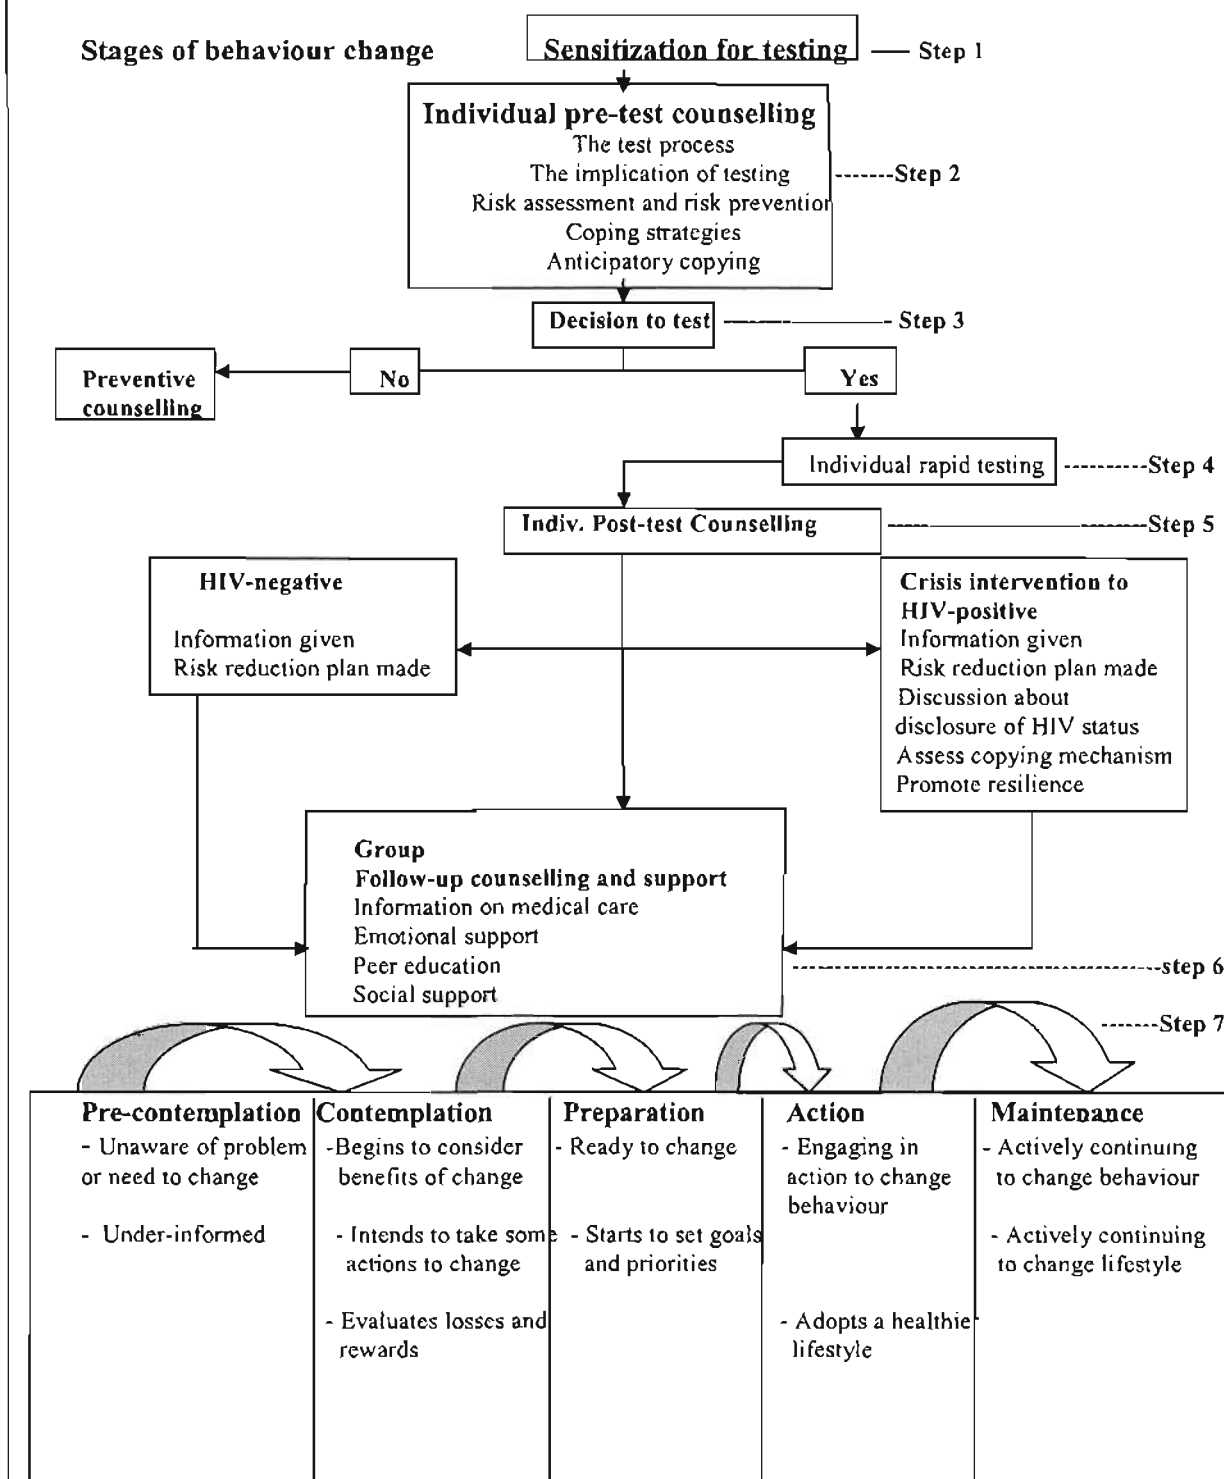 Stages of behaviour change
Sensitization for testing
Step 1
Individual pre-test counselling
The test process
The implication of testing
Risk assessment and risk prevention
Coping strategies
Anticipatory copying
-------Step 2
Decision to test
Step 3
Preventive
counselling
No
Yes
Individual rapid testing
----------Step 4
Indiv. Post-test Counselling
--------Step 5
HIV-negative
Information given
Risk reduction plan made
Crisis intervention to
HIV-positive
Information given
Risk reduction plan made
Discussion about
disclosure of HIV status
Assess copying mechanism
Promote resilience
Group
Follow-up counselling and support
Information on medical care
Emotional support
Peer education
Social support
step 6
-------Step 7
Pre-contemplation
- Unaware of problem
or need to change
- Under-informed
Contemplation
-Begins to consider
benefits of change
- Intends to take some
actions to change
- Evaluates losses and
rewards
Preparation
- Ready to change
- Starts to set goals
and priorities
Action
- Engaging in
action to change
behaviour
- Adopts a healthie
lifestyle
Maintenance
- Actively continuing
to change behaviour
- Actively continuing
to change lifestyle